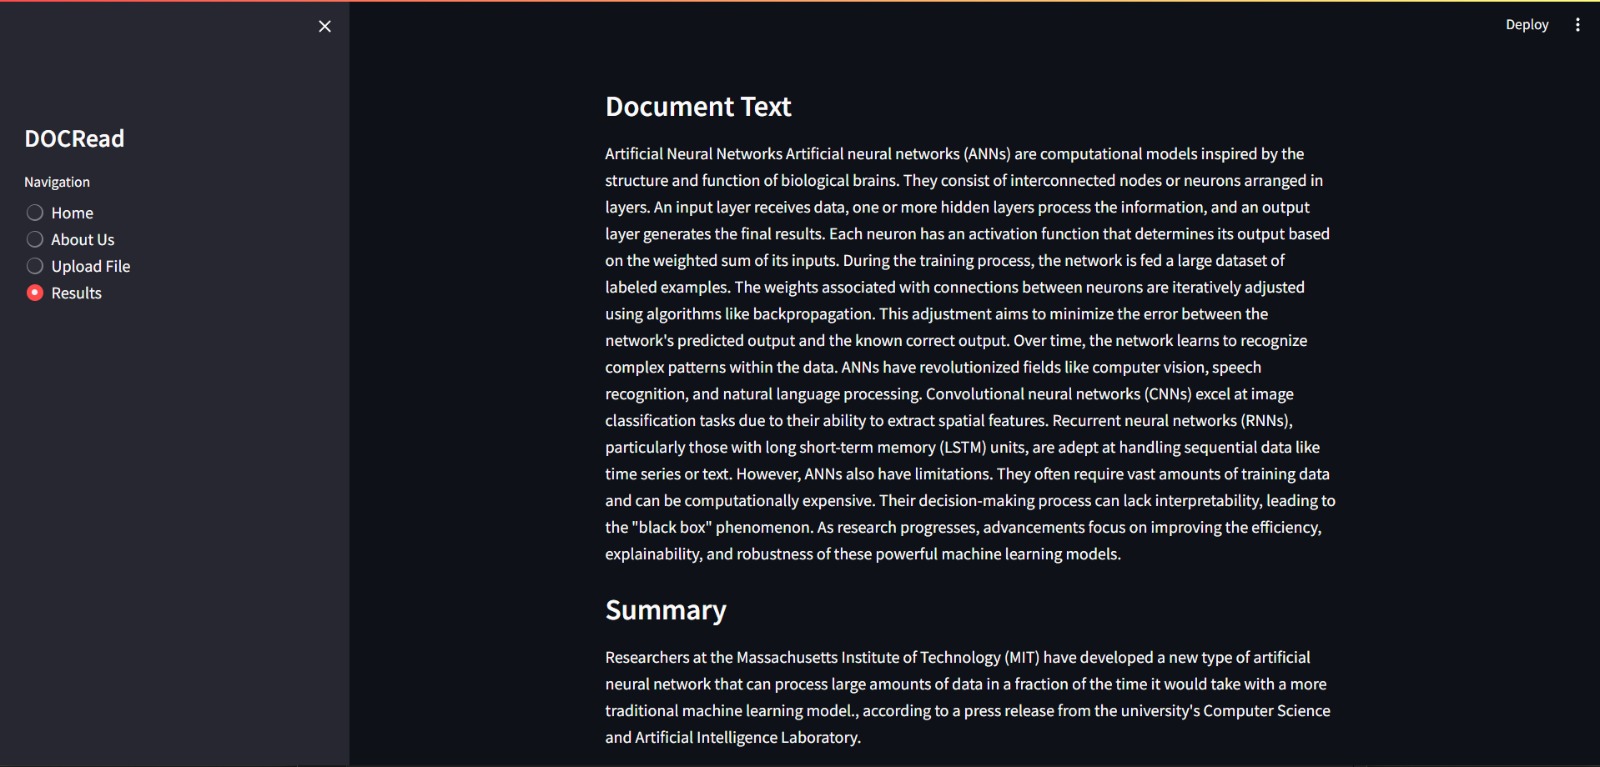 Deploy
DOCRead
Navigation
Home
About Us
Upload File
Results
Document Text
Artificial Neural Networks Artificial neural networks (ANNs) are computational models inspired by the
structure and function of biological brains. They consist of interconnected nodes or neurons arranged in
layers. An input layer receives data, one or more hidden layers process the information, and an output
layer generates the final results. Each neuron has an activation function that determines its output based
on the weighted sum of its inputs. During the training process, the network is fed a large dataset of
labeled examples. The weights associated with connections between neurons are iteratively adjusted
using algorithms like backpropagation. This adjustment aims to minimize the error between the
network's predicted output and the known correct output. Over time, the network learns to recognize
complex patterns within the data. ANNs have revolutionized fields like computer vision, speech
recognition, and natural language processing. Convolutional neural networks (CNNs) excel at image
classification tasks due to their ability to extract spatial features. Recurrent neural networks (RNNs),
particularly those with long short-term memory (LSTM) units, are adept at handling sequential data like
time series or text. However, ANNs also have limitations. They often require vast amounts of training data
and can be computationally expensive. Their decision-making process can lack interpretability, leading to
the "black box" phenomenon. As research progresses, advancements focus on improving the efficiency,
explainability, and robustness of these powerful machine learning models.
Summary
Researchers at the Massachusetts Institute of Technology (MIT) have developed a new type of artificial
neural network that can process large amounts of data in a fraction of the time it would take with a more
traditional machine learning model., according to a press release from the university's Computer Science
and Artificial Intelligence Laboratory.